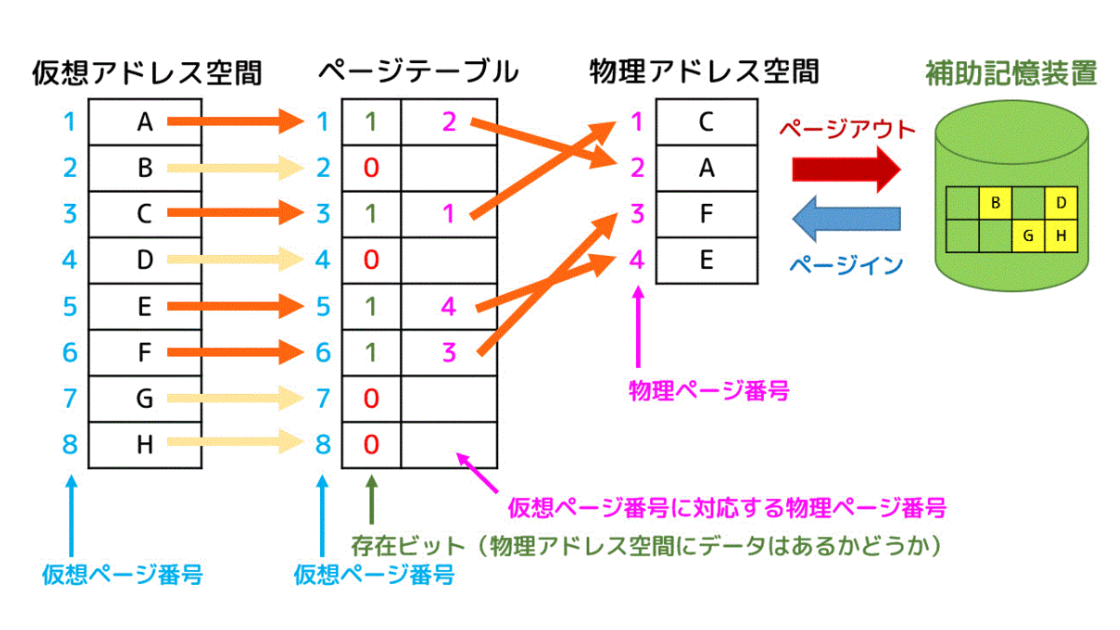 仮想アドレス空間
ページテーブル
物理アドレス空間
補助記憶装置
1 A
2 B
3 C
4 D
5 E
6 F
7 G
8 H
1 1 2
2 0
3 1 1
4 0
5 1 4
6 1 3
7 0
8 0
1 C
2 A
3 F
4 E
ページアウト
ページイン
B D
G H
物理ページ番号
仮想ページ番号に対応する物理ページ番号
存在ビット（物理アドレス空間にデータはあるかどうか）
仮想ページ番号
仮想ページ番号